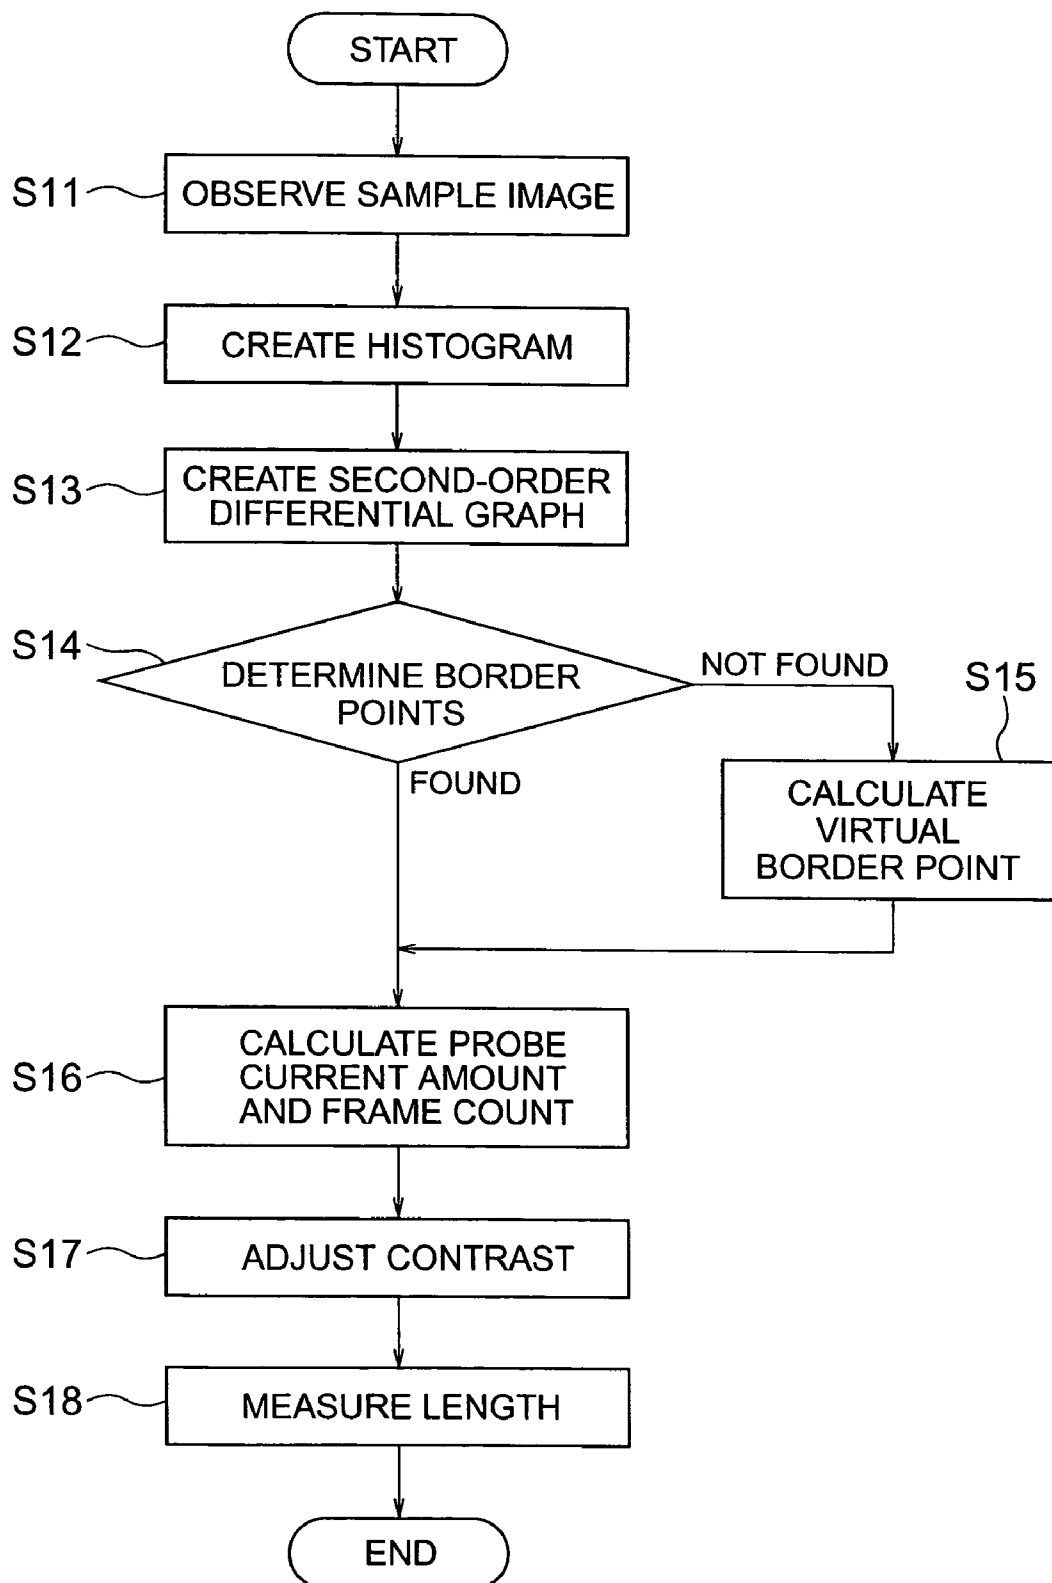 START
S11
OBSERVE SAMPLE IMAGE
S12
CREATE HISTOGRAM
S13
CREATE SECOND-ORDER
DIFFERENTIAL GRAPH
S14
DETERMINE BORDER
POINTS
NOT FOUND
S15
FOUND
CALCULATE
VIRTUAL
BORDER POINT
S16
CALCULATE PROBE
CURRENT AMOUNT
AND FRAME COUNT
S17
ADJUST CONTRAST
S18
MEASURE LENGTH
END